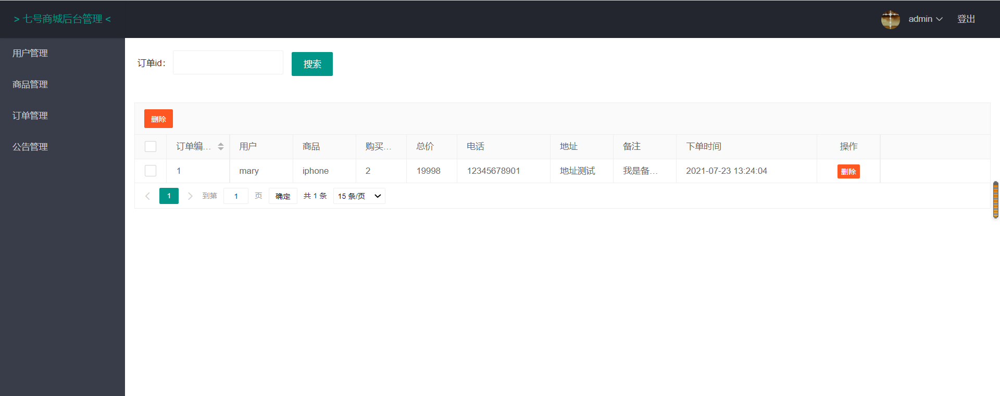 > 七号商城后台管理 <
admin 登出
用户管理
商品管理
订单管理
公告管理
订单id： 搜索
删除
订单编... 用户 商品 购买... 总价 电话 地址 备注 下单时间 操作
1 mary iphone 2 19998 12345678901 地址测试 我是备... 2021-07-23 13:24:04 删除
1 到第 1 页 确定 共 1 条 15 条/页